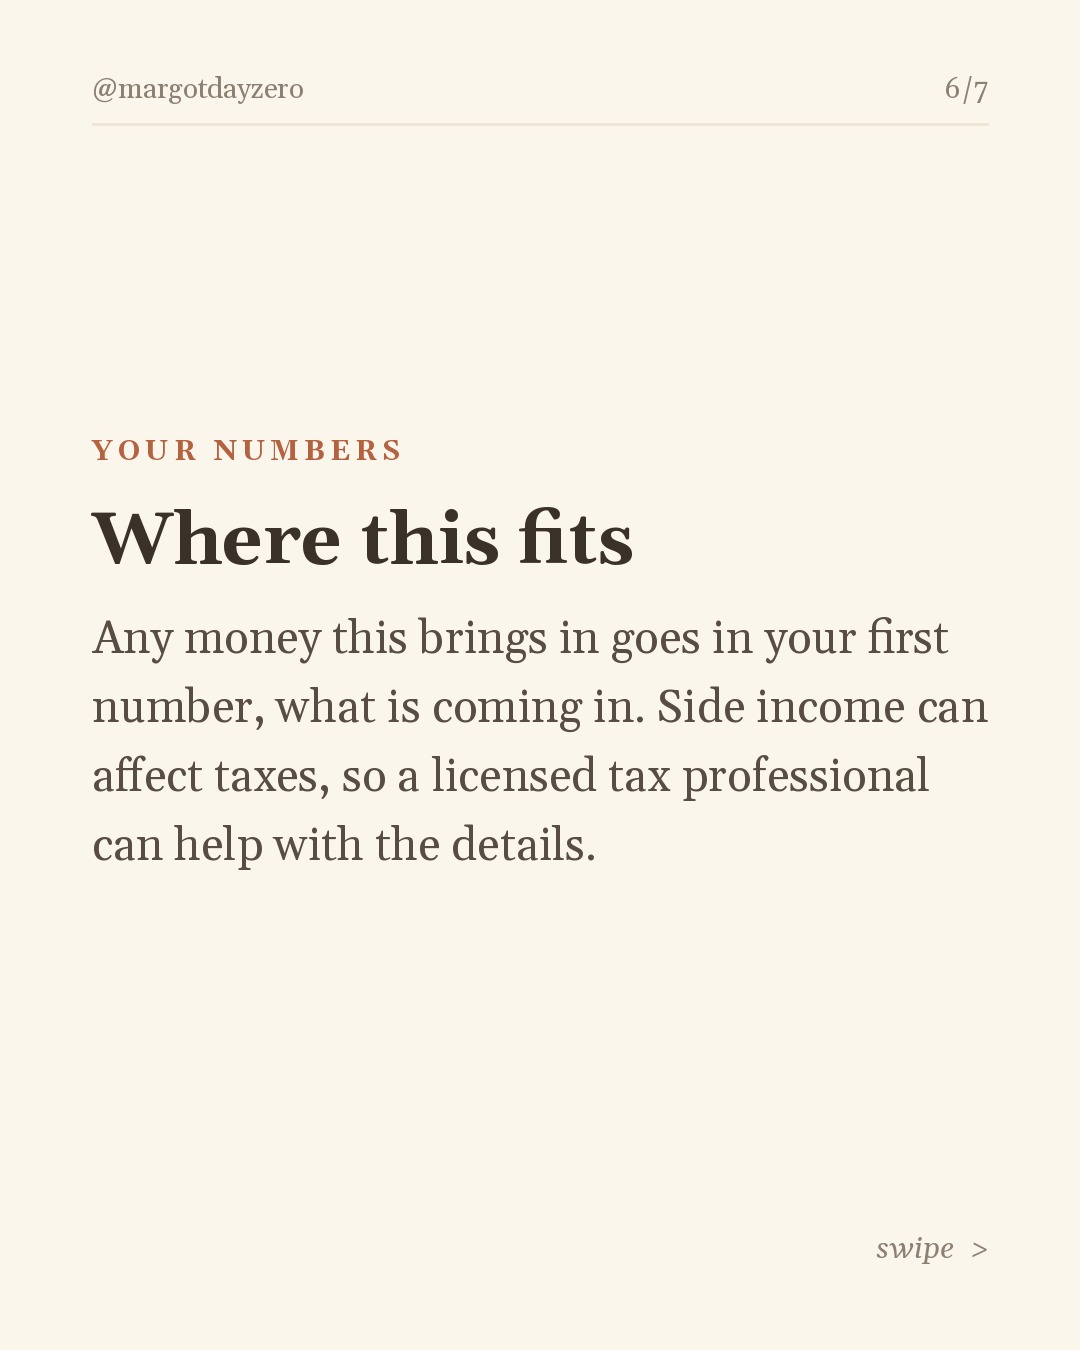 @margotdayzero
6/7
YOUR NUMBERS
Where this fits
Any money this brings in goes in your first
number, what is coming in. Side income can
affect taxes, so a licensed tax professional
can help with the details.
swipe >